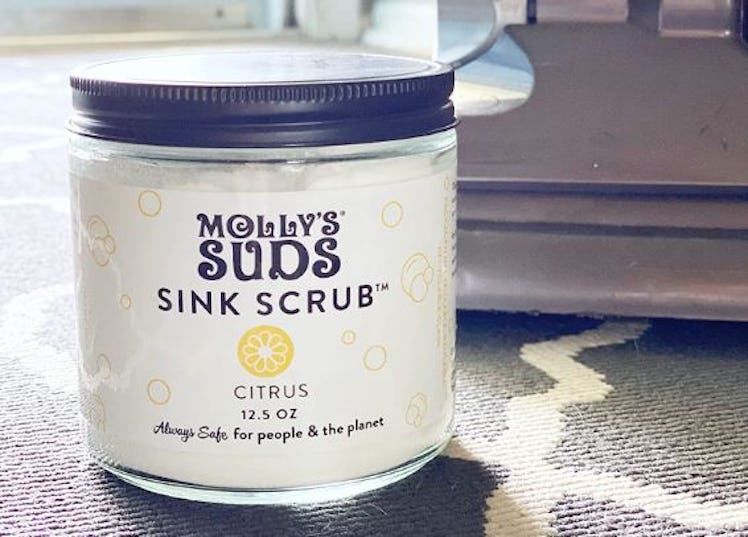 MOLLY'S®
SUDS
SINK SCRUB™
CITRUS
12.5 OZ
Always Safe for people & the planet